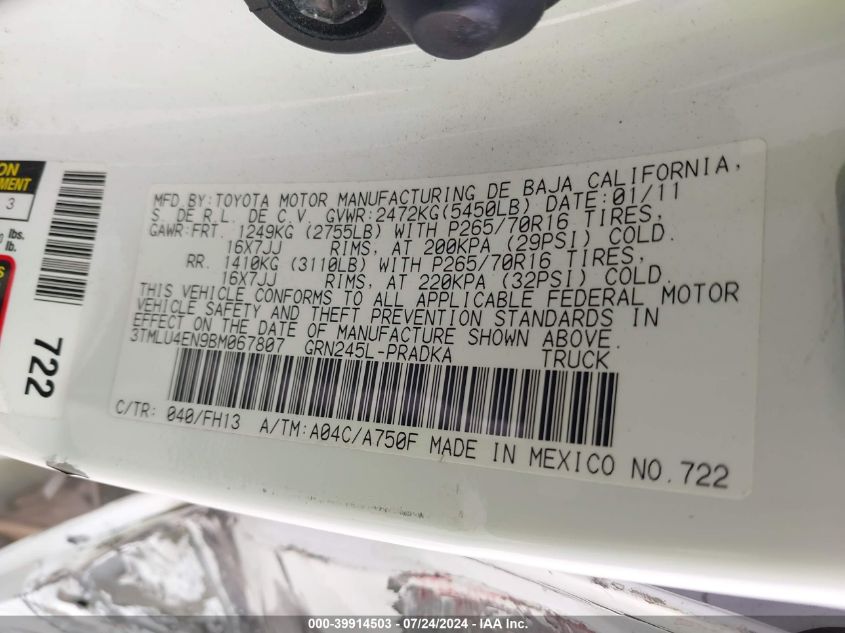 MFD. BY: TOYOTA MOTOR MANUFACTURING DE BAJA CALIFORNIA,
S. DE R.L. DE C.V. GVWR:2472KG(5450LB) DATE:01/11
GAWR:FRT. 1249KG (2755LB) WITH P265/70R16 TIRES,
16X7JJ RIMS, AT 200KPA (29PSI) COLD.
RR. 1410KG (3110LB) WITH P265/70R16 TIRES,
16X7JJ RIMS, AT 220KPA (32PSI) COLD.
THIS VEHICLE CONFORMS TO ALL APPLICABLE FEDERAL MOTOR
VEHICLE SAFETY AND THEFT PREVENTION STANDARDS IN
EFFECT ON THE DATE OF MANUFACTURE SHOWN ABOVE.
3TMLU4EN9BM067807 GRN245L-PRADKA TRUCK
C/TR: 040/FH13 A/TM:A04C/A750F MADE IN MEXICO NO.722
3
lbs.
lb.
722
000-39914503 - 07/24/2024 - IAA Inc.